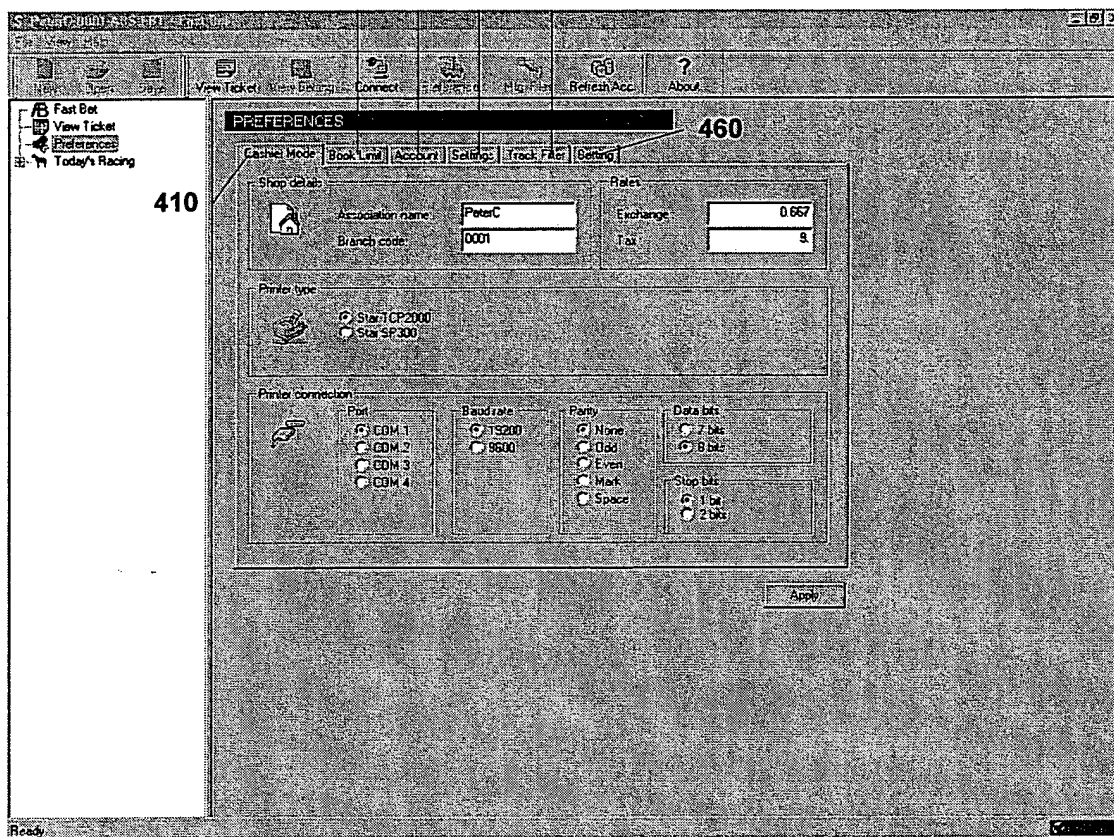 View Ticket Connect Refresh Acc. About
Fast Bet
View Ticket
Preferences
Today's Racing
PREFERENCES
460
Cashier Mode Book Limit Account Settings Track Filter Betting
410
Shop details Rates
Association name: PeterC Exchange: 0.667
Branch code: 0001 Tax: 9.
Printer type
Star TCP2000
Star SP300
Printer connection
Port Baud rate Parity Data bits
COM 1 19200 None 7 bits
COM 2 9600 Odd 8 bits
COM 3 Even
COM 4 Mark Stop bits
Space 1 bit
2 bits
Apply
Ready